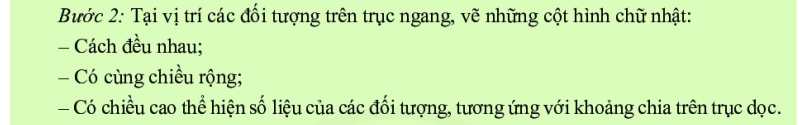 Bước 2: Tại vị trí các đối tượng trên trục ngang, vẽ những cột hình chữ nhật:
– Cách đều nhau;
– Có cùng chiều rộng;
– Có chiều cao thể hiện số liệu của các đối tượng, tương ứng với khoảng chia trên trục dọc.